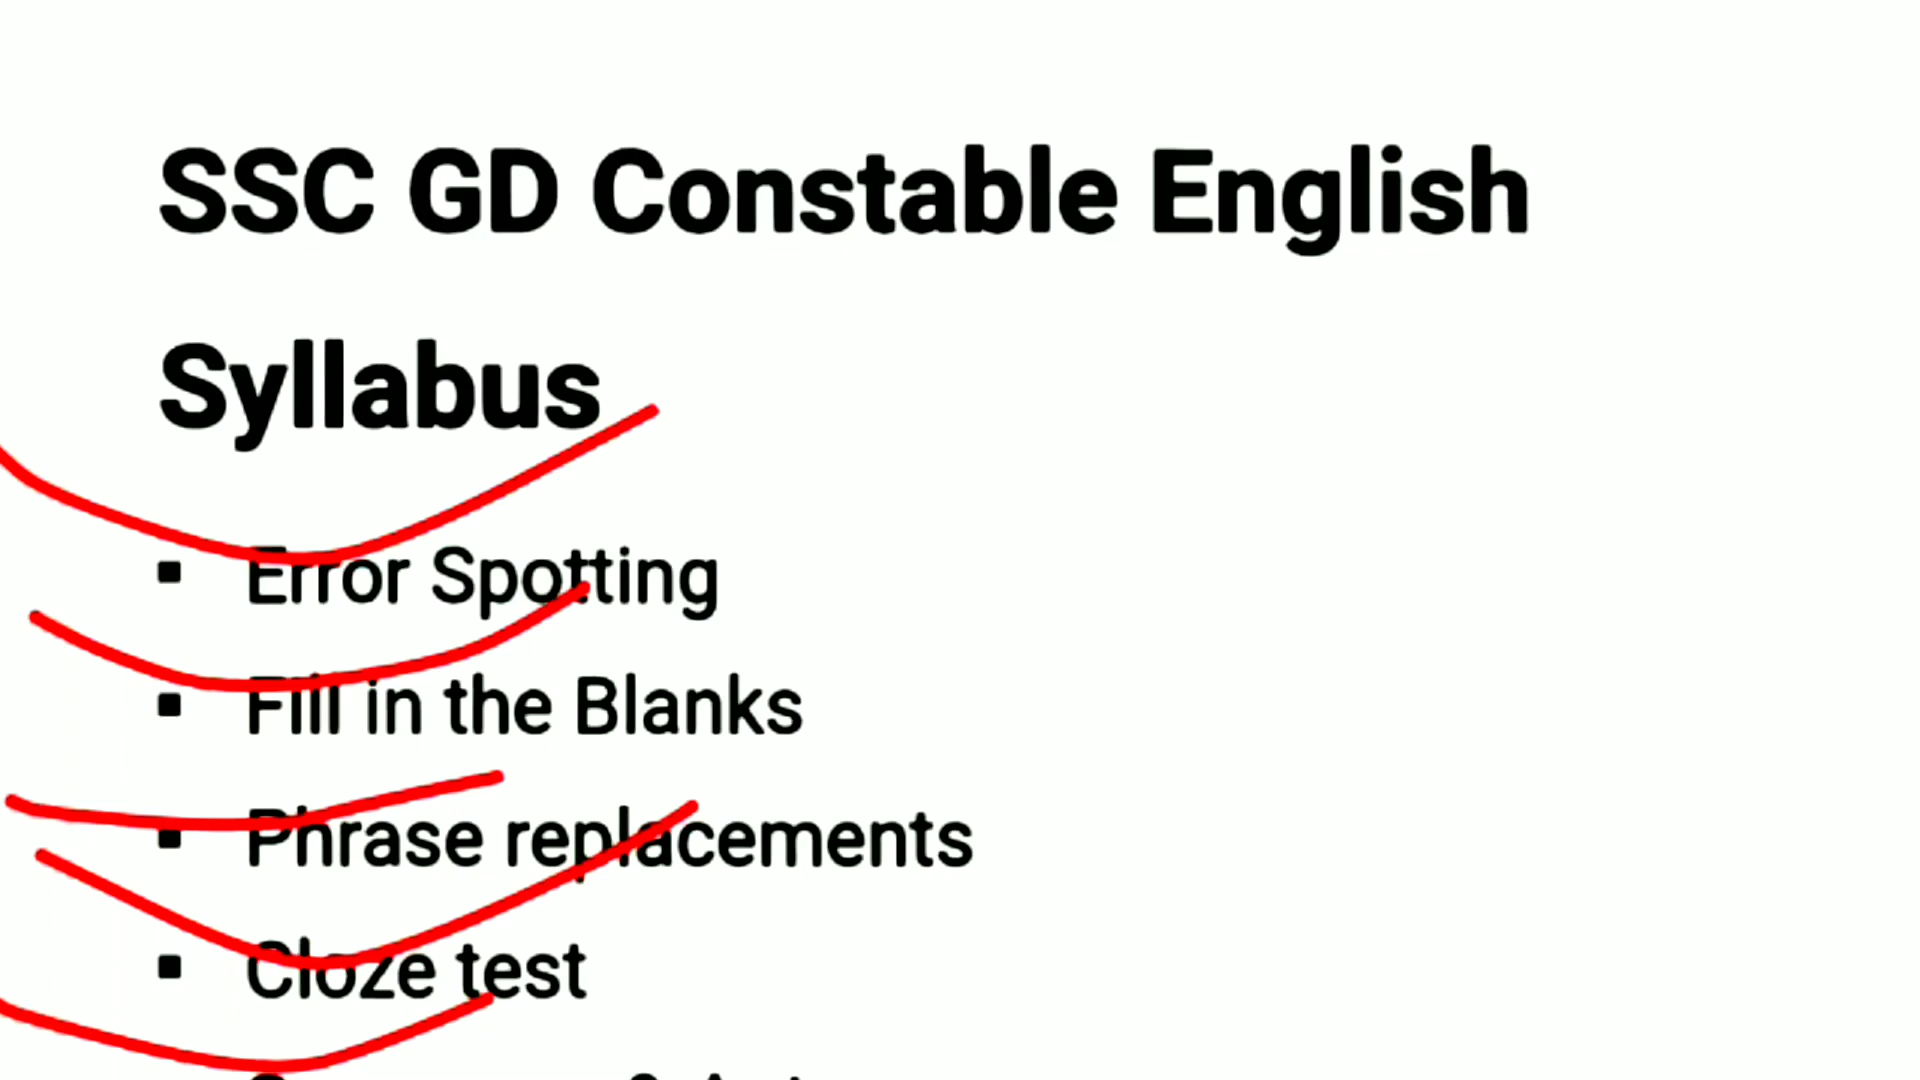 SSC GD Constable English
Syllabus
▪ Error Spotting
▪ Fill in the Blanks
▪ Phrase replacements
▪ Cloze test